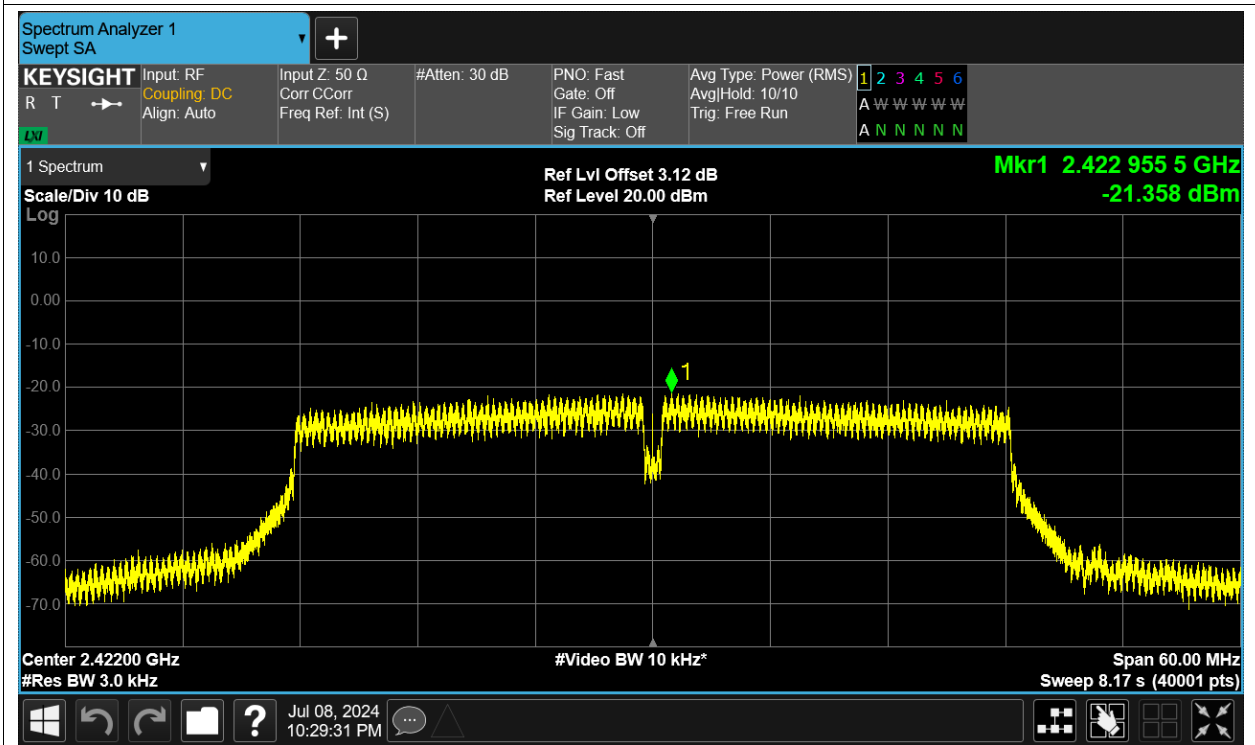 Spectrum Analyzer 1
Swept SA
KEYSIGHT
R T
LXI
Input: RF
Coupling: DC
Align: Auto
Input Z: 50 Ω
Corr CCorr
Freq Ref: Int (S)
#Atten: 30 dB
PNO: Fast
Gate: Off
IF Gain: Low
Sig Track: Off
Avg Type: Power (RMS)
Avg|Hold: 10/10
Trig: Free Run
1 2 3 4 5 6
A W W W W W
A N N N N N
1 Spectrum
Scale/Div 10 dB
Log
Ref Lvl Offset 3.12 dB
Ref Level 20.00 dBm
Mkr1 2.422 955 5 GHz
-21.358 dBm
10.0
0.00
-10.0
-20.0
-30.0
-40.0
-50.0
-60.0
-70.0
1
Center 2.42200 GHz
#Res BW 3.0 kHz
#Video BW 10 kHz*
Span 60.00 MHz
Sweep 8.17 s (40001 pts)
?
Jul 08, 2024
10:29:31 PM